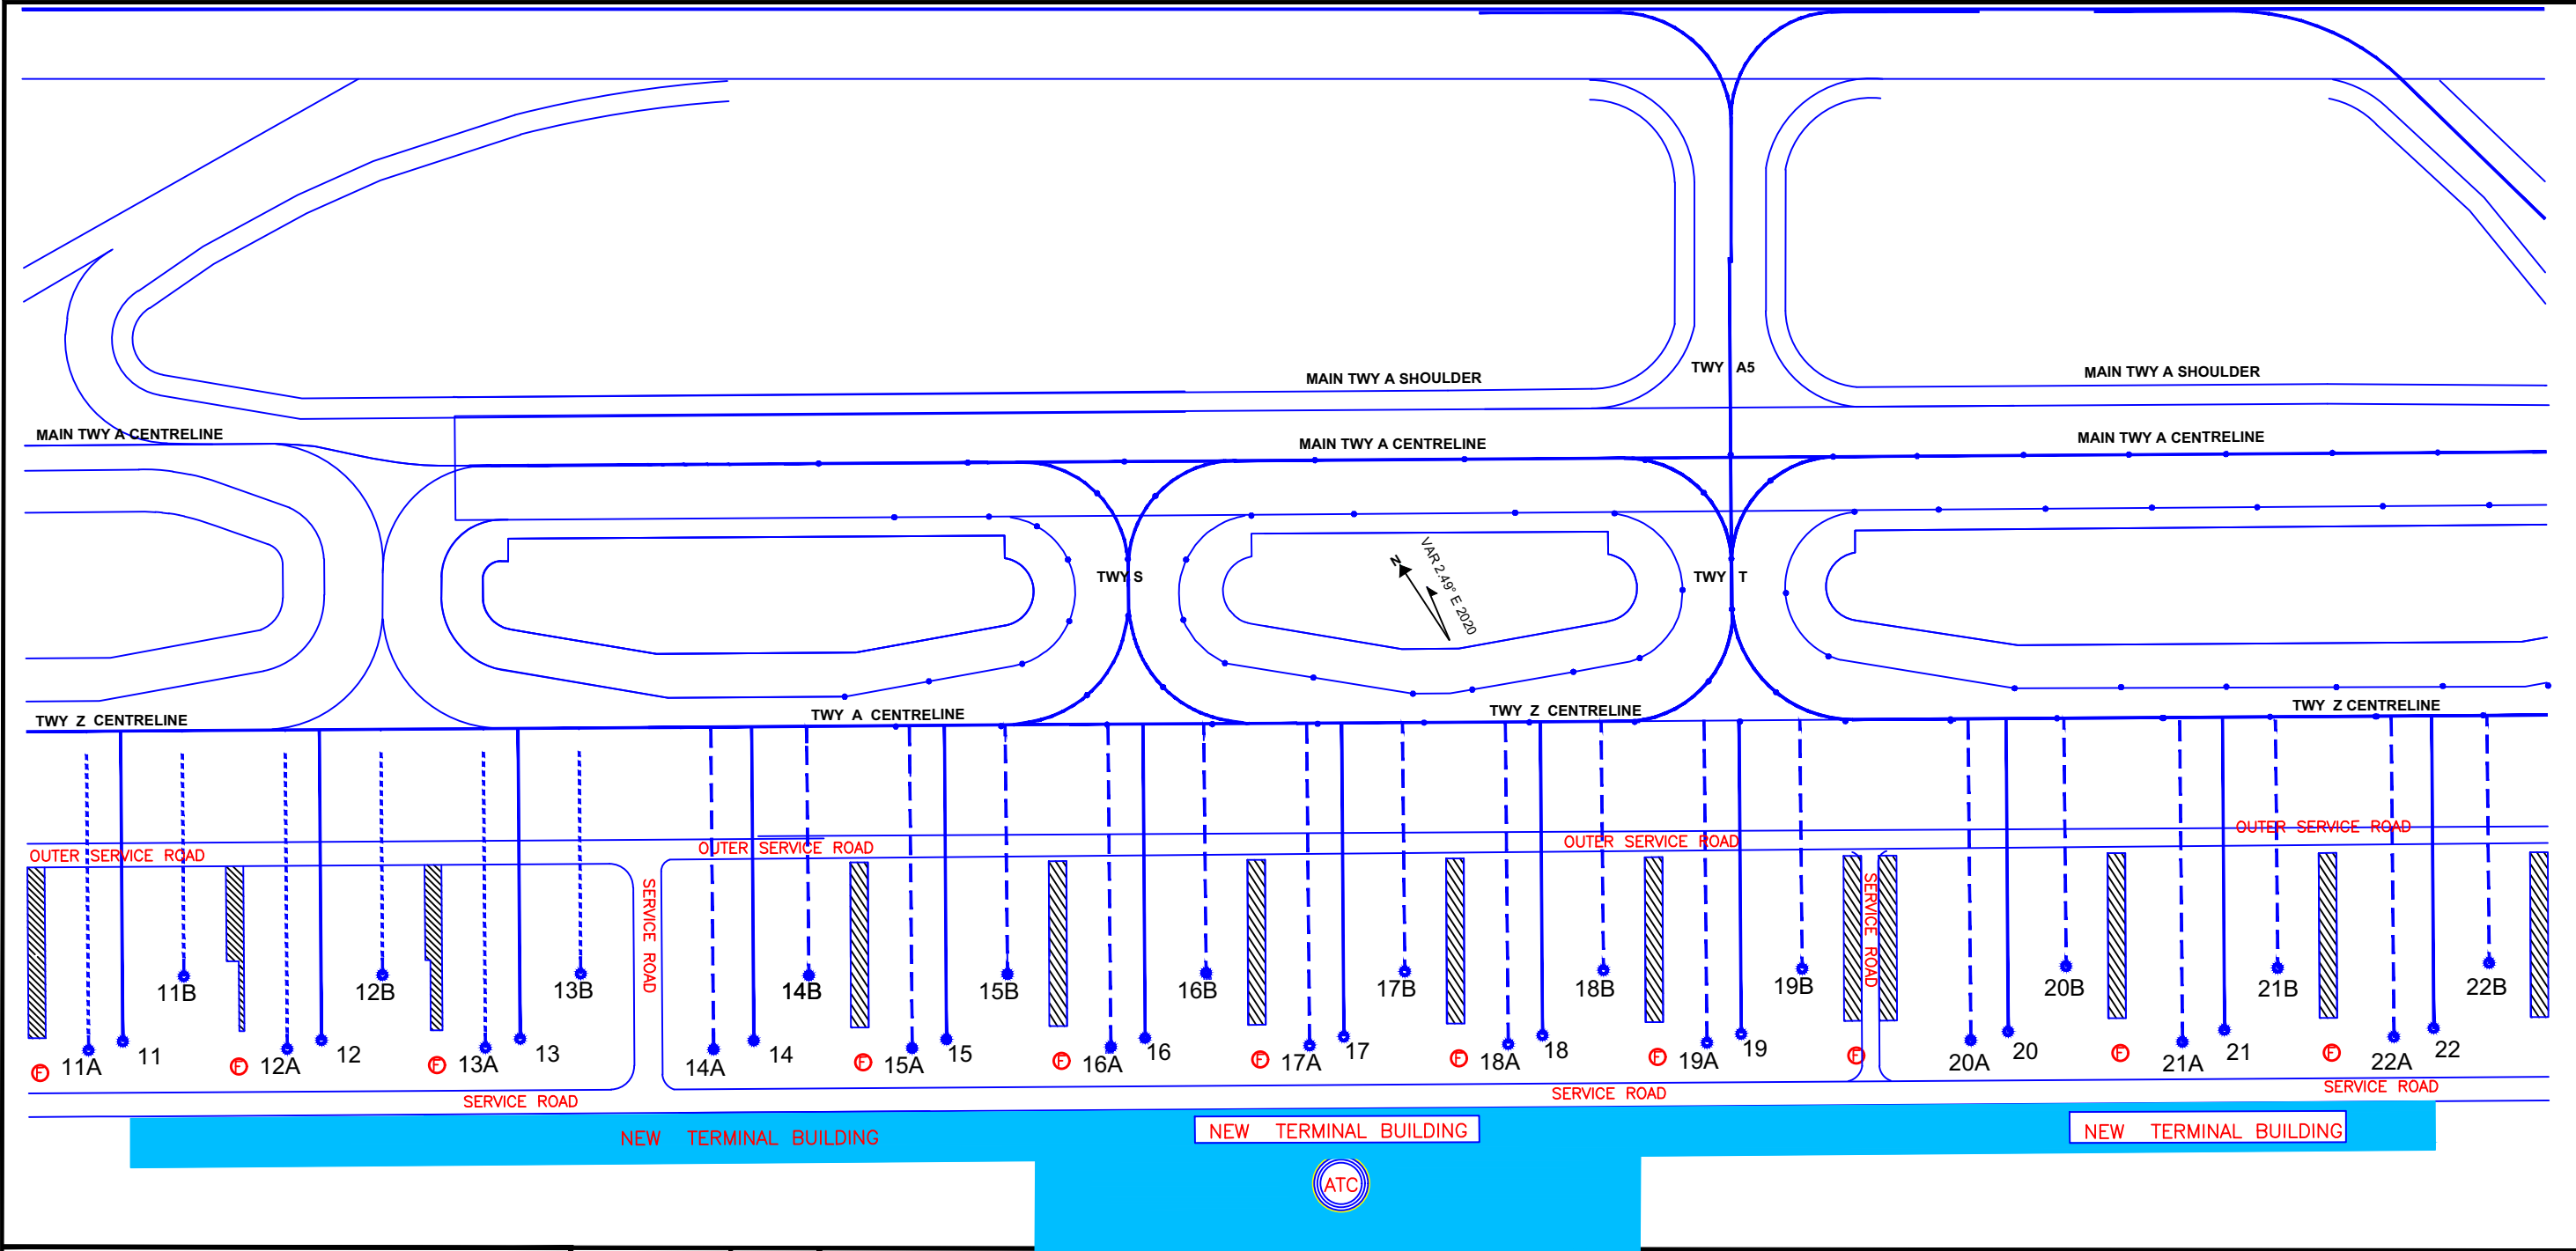 TWY A5
MAIN TWY A SHOULDER
MAIN TWY A SHOULDER
MAIN TWY A CENTRELINE
MAIN TWY A CENTRELINE
MAIN TWY A CENTRELINE
N
VAR 2.49° E 2020
TWY S
TWY T
TWY Z CENTRELINE
TWY A CENTRELINE
TWY Z CENTRELINE
TWY Z CENTRELINE
OUTER SERVICE ROAD
OUTER SERVICE ROAD
OUTER SERVICE ROAD
OUTER SERVICE ROAD
SERVICE ROAD
SERVICE ROAD
11B
12B
13B
14B
15B
16B
17B
18B
19B
20B
21B
22B
F
11A
11
F
12A
12
F
13A
13
14A
14
F
15A
15
F
16A
16
F
17A
17
F
18A
18
F
19A
19
F
20A
20
F
21A
21
F
22A
22
SERVICE ROAD
SERVICE ROAD
SERVICE ROAD
NEW TERMINAL BUILDING
NEW TERMINAL BUILDING
NEW TERMINAL BUILDING
ATC